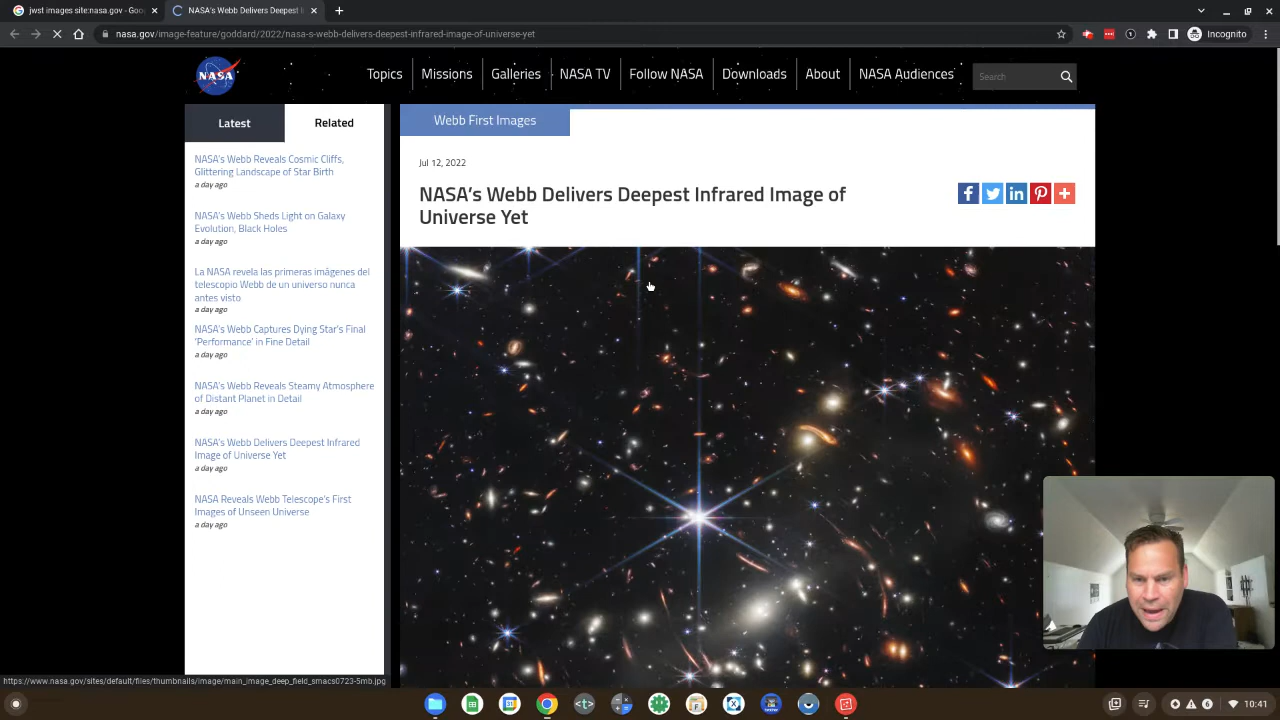 jwst images site:nasa.gov - Goo
NASA's Webb Delivers Deepest I
nasa.gov/image-feature/goddard/2022/nasa-s-webb-delivers-deepest-infrared-image-of-universe-yet
Incognito
NASA
Topics
Missions
Galleries
NASA TV
Follow NASA
Downloads
About
NASA Audiences
Search
Latest
Related
NASA's Webb Reveals Cosmic Cliffs,
Glittering Landscape of Star Birth
a day ago
NASA's Webb Sheds Light on Galaxy
Evolution, Black Holes
a day ago
La NASA revela las primeras imágenes del
telescopio Webb de un universo nunca
antes visto
a day ago
NASA's Webb Captures Dying Star's Final
'Performance' in Fine Detail
a day ago
NASA's Webb Reveals Steamy Atmosphere
of Distant Planet in Detail
a day ago
NASA's Webb Delivers Deepest Infrared
Image of Universe Yet
a day ago
NASA Reveals Webb Telescope's First
Images of Unseen Universe
a day ago
Webb First Images
Jul 12, 2022
NASA's Webb Delivers Deepest Infrared Image of
Universe Yet
https://www.nasa.gov/sites/default/files/thumbnails/image/main_image_deep_field_smacs0723-5mb.jpg
6
10:41